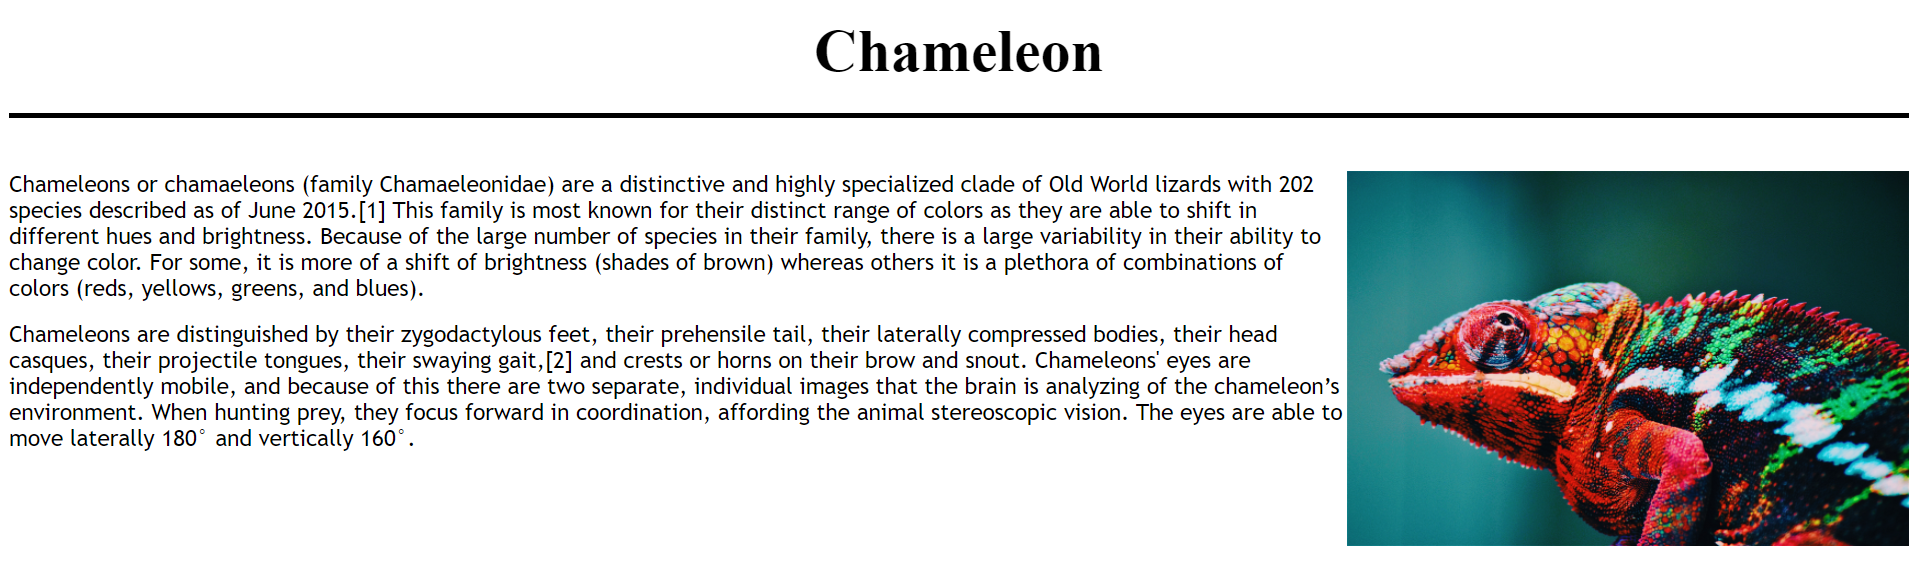 Chameleon
Chameleons or chamaeleons (family Chamaeleonidae) are a distinctive and highly specialized clade of Old World lizards with 202
species described as of June 2015.[1] This family is most known for their distinct range of colors as they are able to shift in
different hues and brightness. Because of the large number of species in their family, there is a large variability in their ability to
change color. For some, it is more of a shift of brightness (shades of brown) whereas others it is a plethora of combinations of
colors (reds, yellows, greens, and blues).
Chameleons are distinguished by their zygodactylous feet, their prehensile tail, their laterally compressed bodies, their head
casques, their projectile tongues, their swaying gait,[2] and crests or horns on their brow and snout. Chameleons' eyes are
independently mobile, and because of this there are two separate, individual images that the brain is analyzing of the chameleon’s
environment. When hunting prey, they focus forward in coordination, affording the animal stereoscopic vision. The eyes are able to
move laterally 180° and vertically 160°.